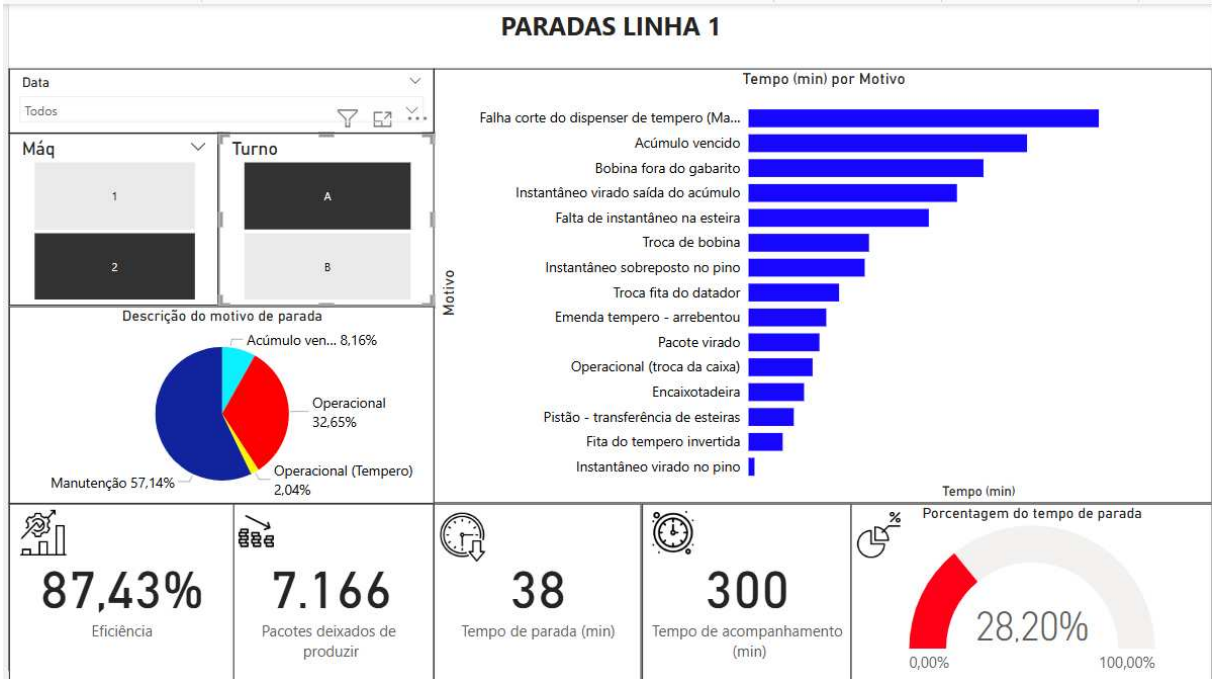 PARADAS LINHA 1
Data
Todos
Máq
1
2
Turno
A
B
Descrição do motivo de parada
Acúmulo ven... 8,16%
Operacional
32,65%
Operacional (Tempero)
2,04%
Manutenção 57,14%
Tempo (min) por Motivo
Motivo
Falha corte do dispenser de tempero (Ma...
Acúmulo vencido
Bobina fora do gabarito
Instantâneo virado saída do acúmulo
Falta de instantâneo na esteira
Troca de bobina
Instantâneo sobreposto no pino
Troca fita do datador
Emenda tempero - arrebentou
Pacote virado
Operacional (troca da caixa)
Encaixotadeira
Pistão - transferência de esteiras
Fita do tempero invertida
Instantâneo virado no pino
Tempo (min)
87,43%
Eficiência
7.166
Pacotes deixados de
produzir
38
Tempo de parada (min)
300
Tempo de acompanhamento
(min)
%
Porcentagem do tempo de parada
28,20%
0,00%
100,00%